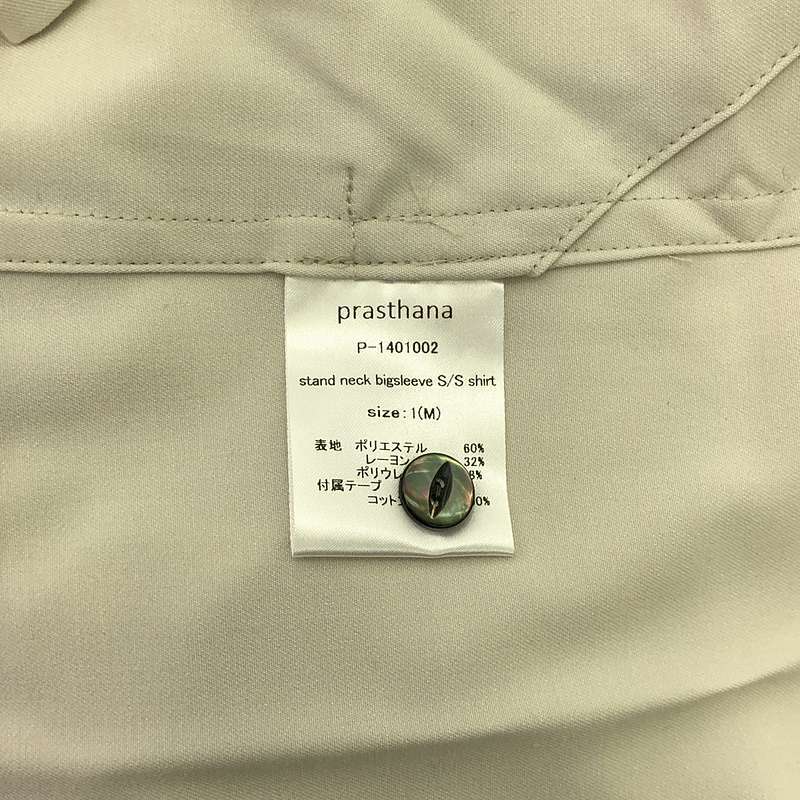 prasthana
P-1401002
stand neck bigsleeve S/S shirt
size:1(M)
表地 ポリエステル 60%
レーヨン 32%
8%
付属テープ